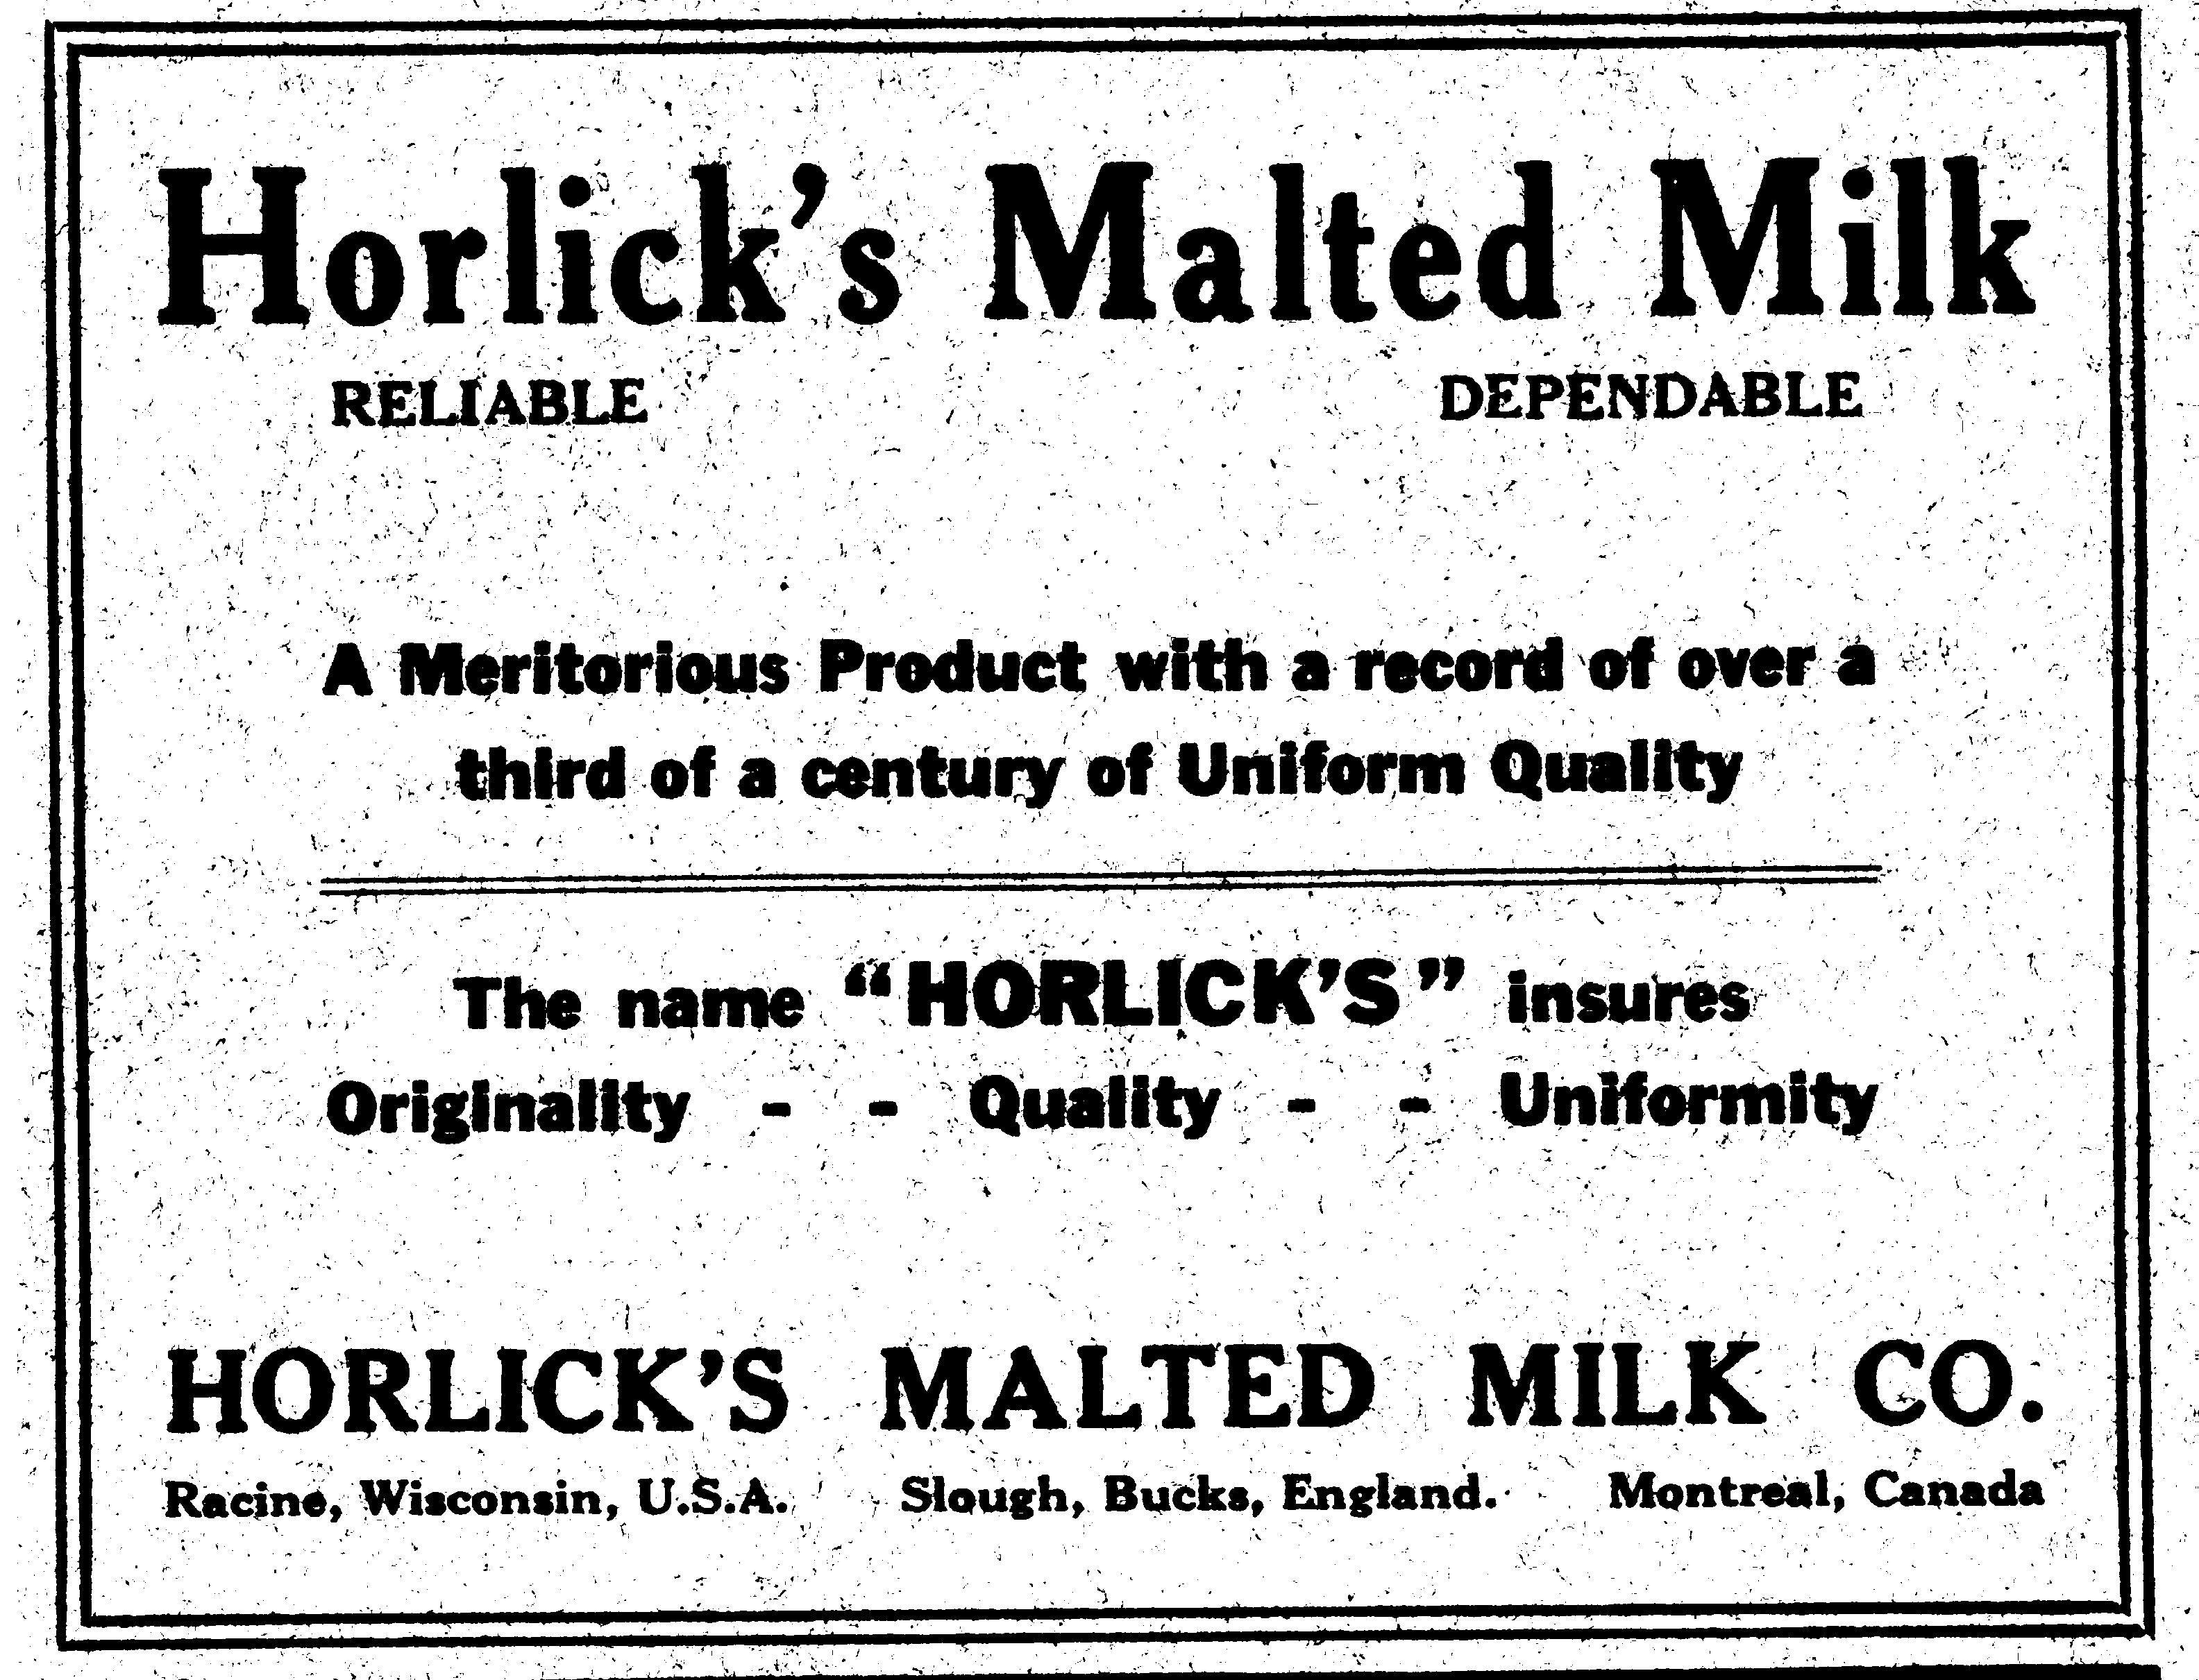 Horlick's Malted Milk
RELIABLE DEPENDABLE
A Meritorious Product with a record of over a
third of a century of Uniform Quality
The name “HORLICK'S” insures
Originality - - Quality - - Uniformity
HORLICK'S MALTED MILK CO.
Racine, Wisconsin, U.S.A. Slough, Bucks, England. Montreal, Canada